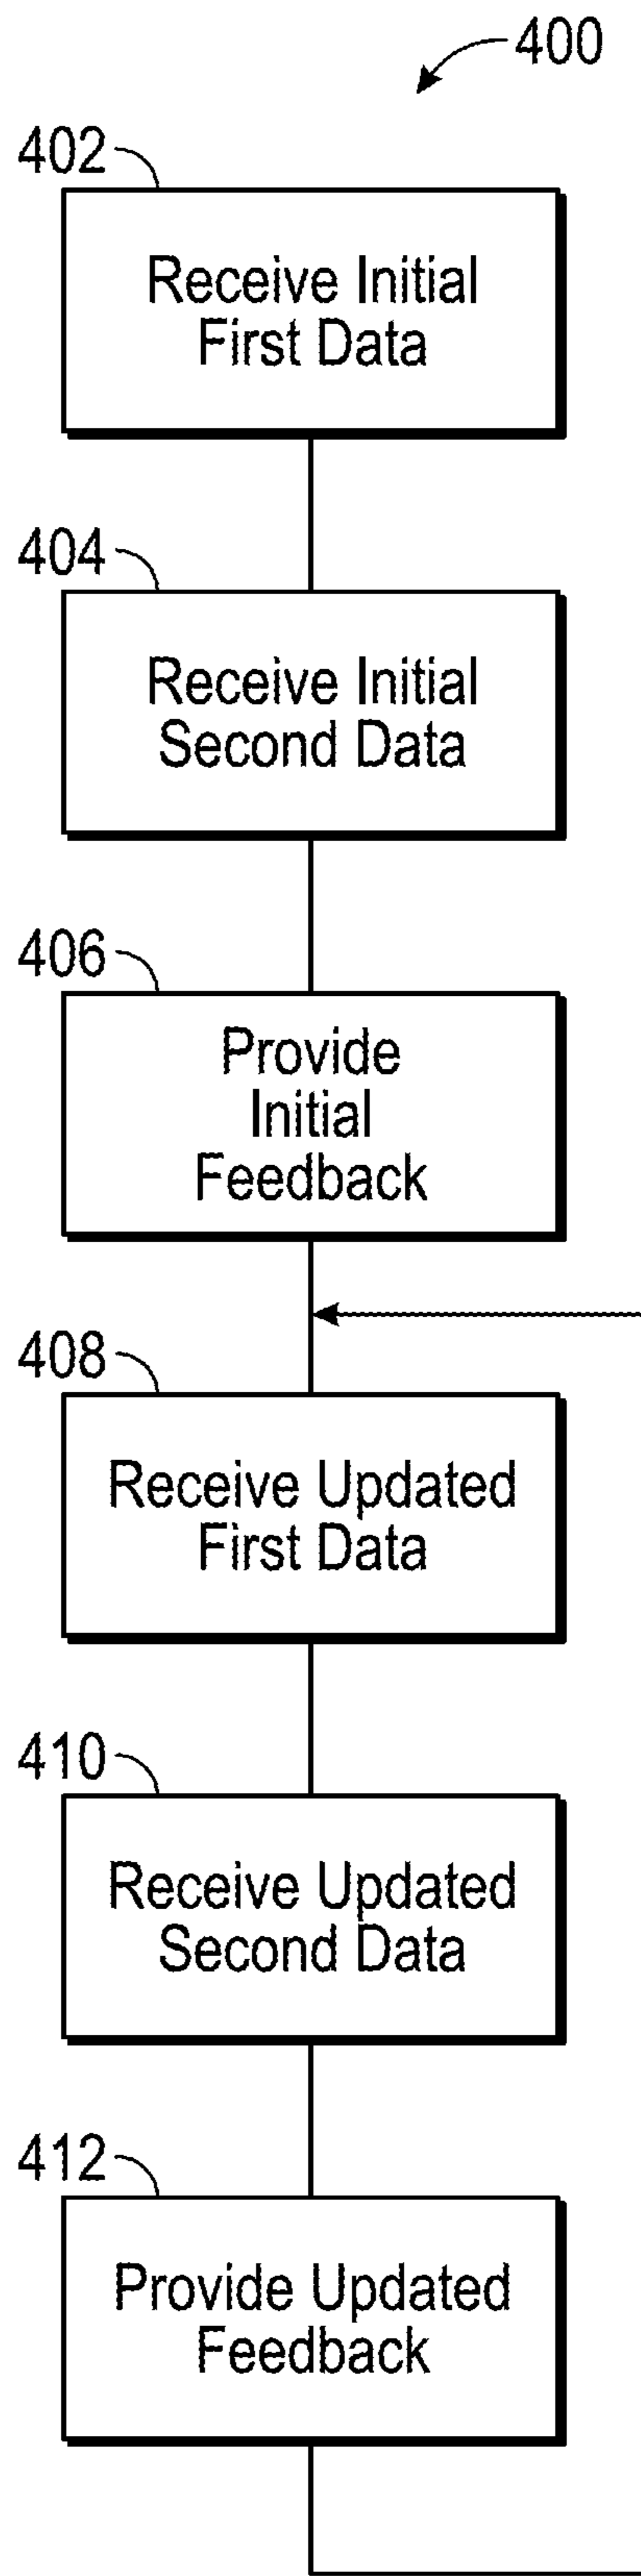 400
402
Receive Initial
First Data
404
Receive Initial
Second Data
406
Provide
Initial
Feedback
408
Receive Updated
First Data
410
Receive Updated
Second Data
412
Provide Updated
Feedback